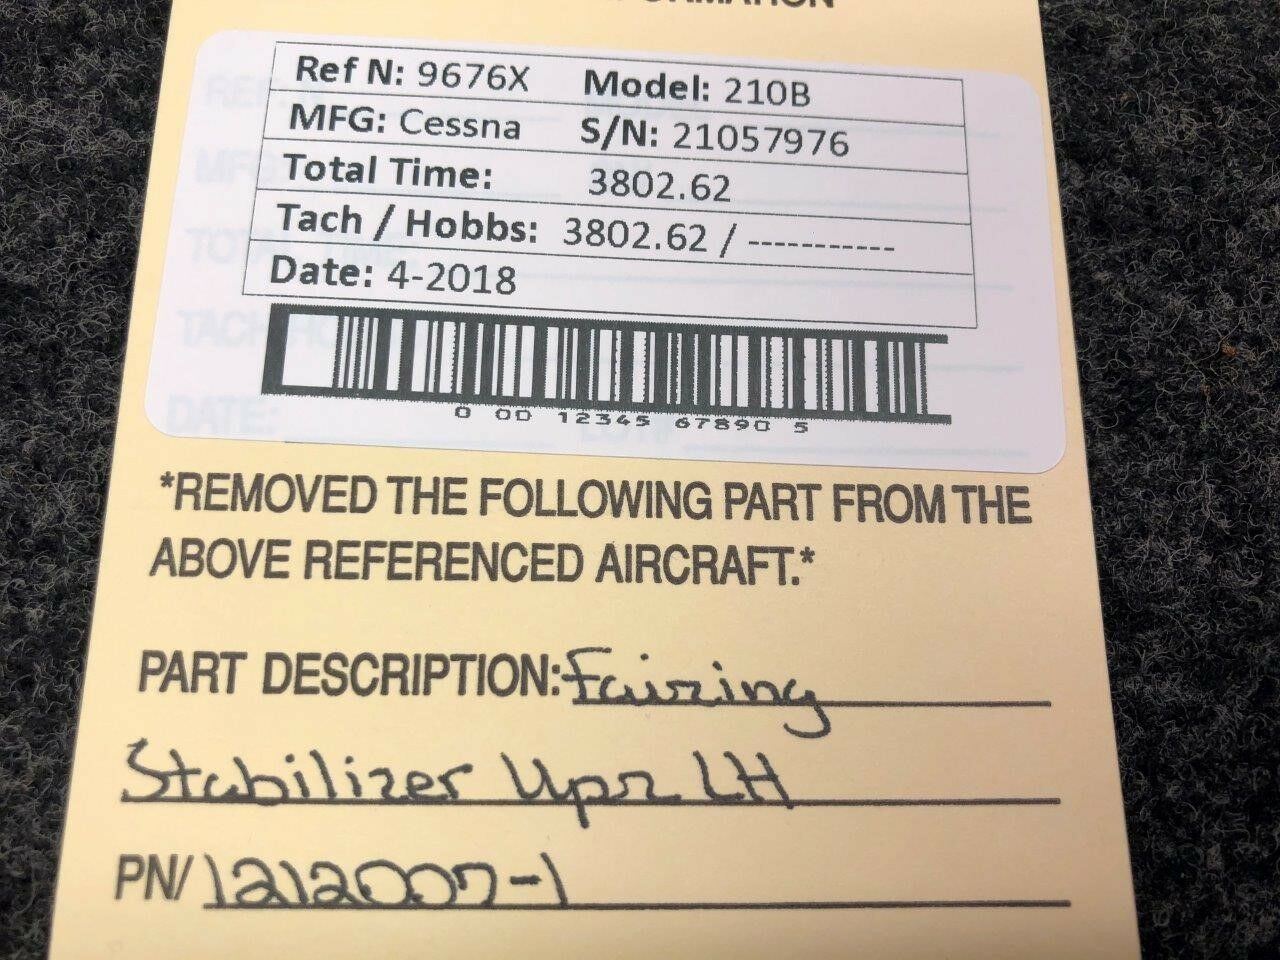 Ref N: 9676X Model: 210B
MFG: Cessna S/N: 21057976
Total Time: 3802.62
Tach / Hobbs: 3802.62 / -----------
Date: 4-2018
0 00 12345 67890 5
*REMOVED THE FOLLOWING PART FROM THE
ABOVE REFERENCED AIRCRAFT.*
PART DESCRIPTION: Fairing
Stabilizer Upr LH
PN/ 1212007-1